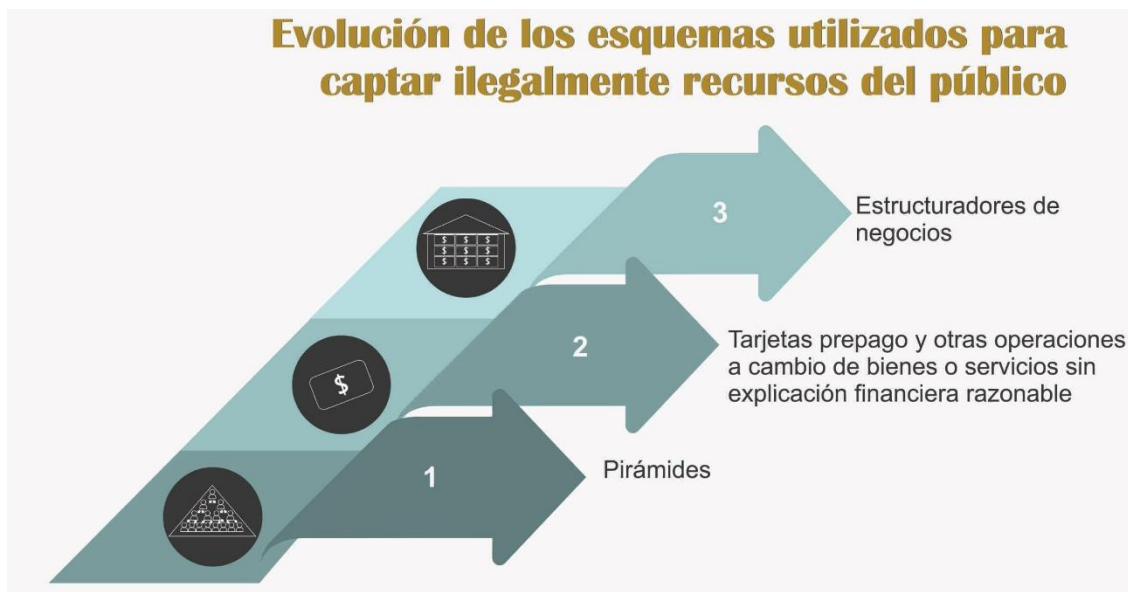 Evolución de los esquemas utilizados para
captar ilegalmente recursos del público
3
Estructuradores de
negocios
$ $ $
$ $ $
$ $ $
2
Tarjetas prepago y otras operaciones
a cambio de bienes o servicios sin
explicación financiera razonable
$
1
Pirámides